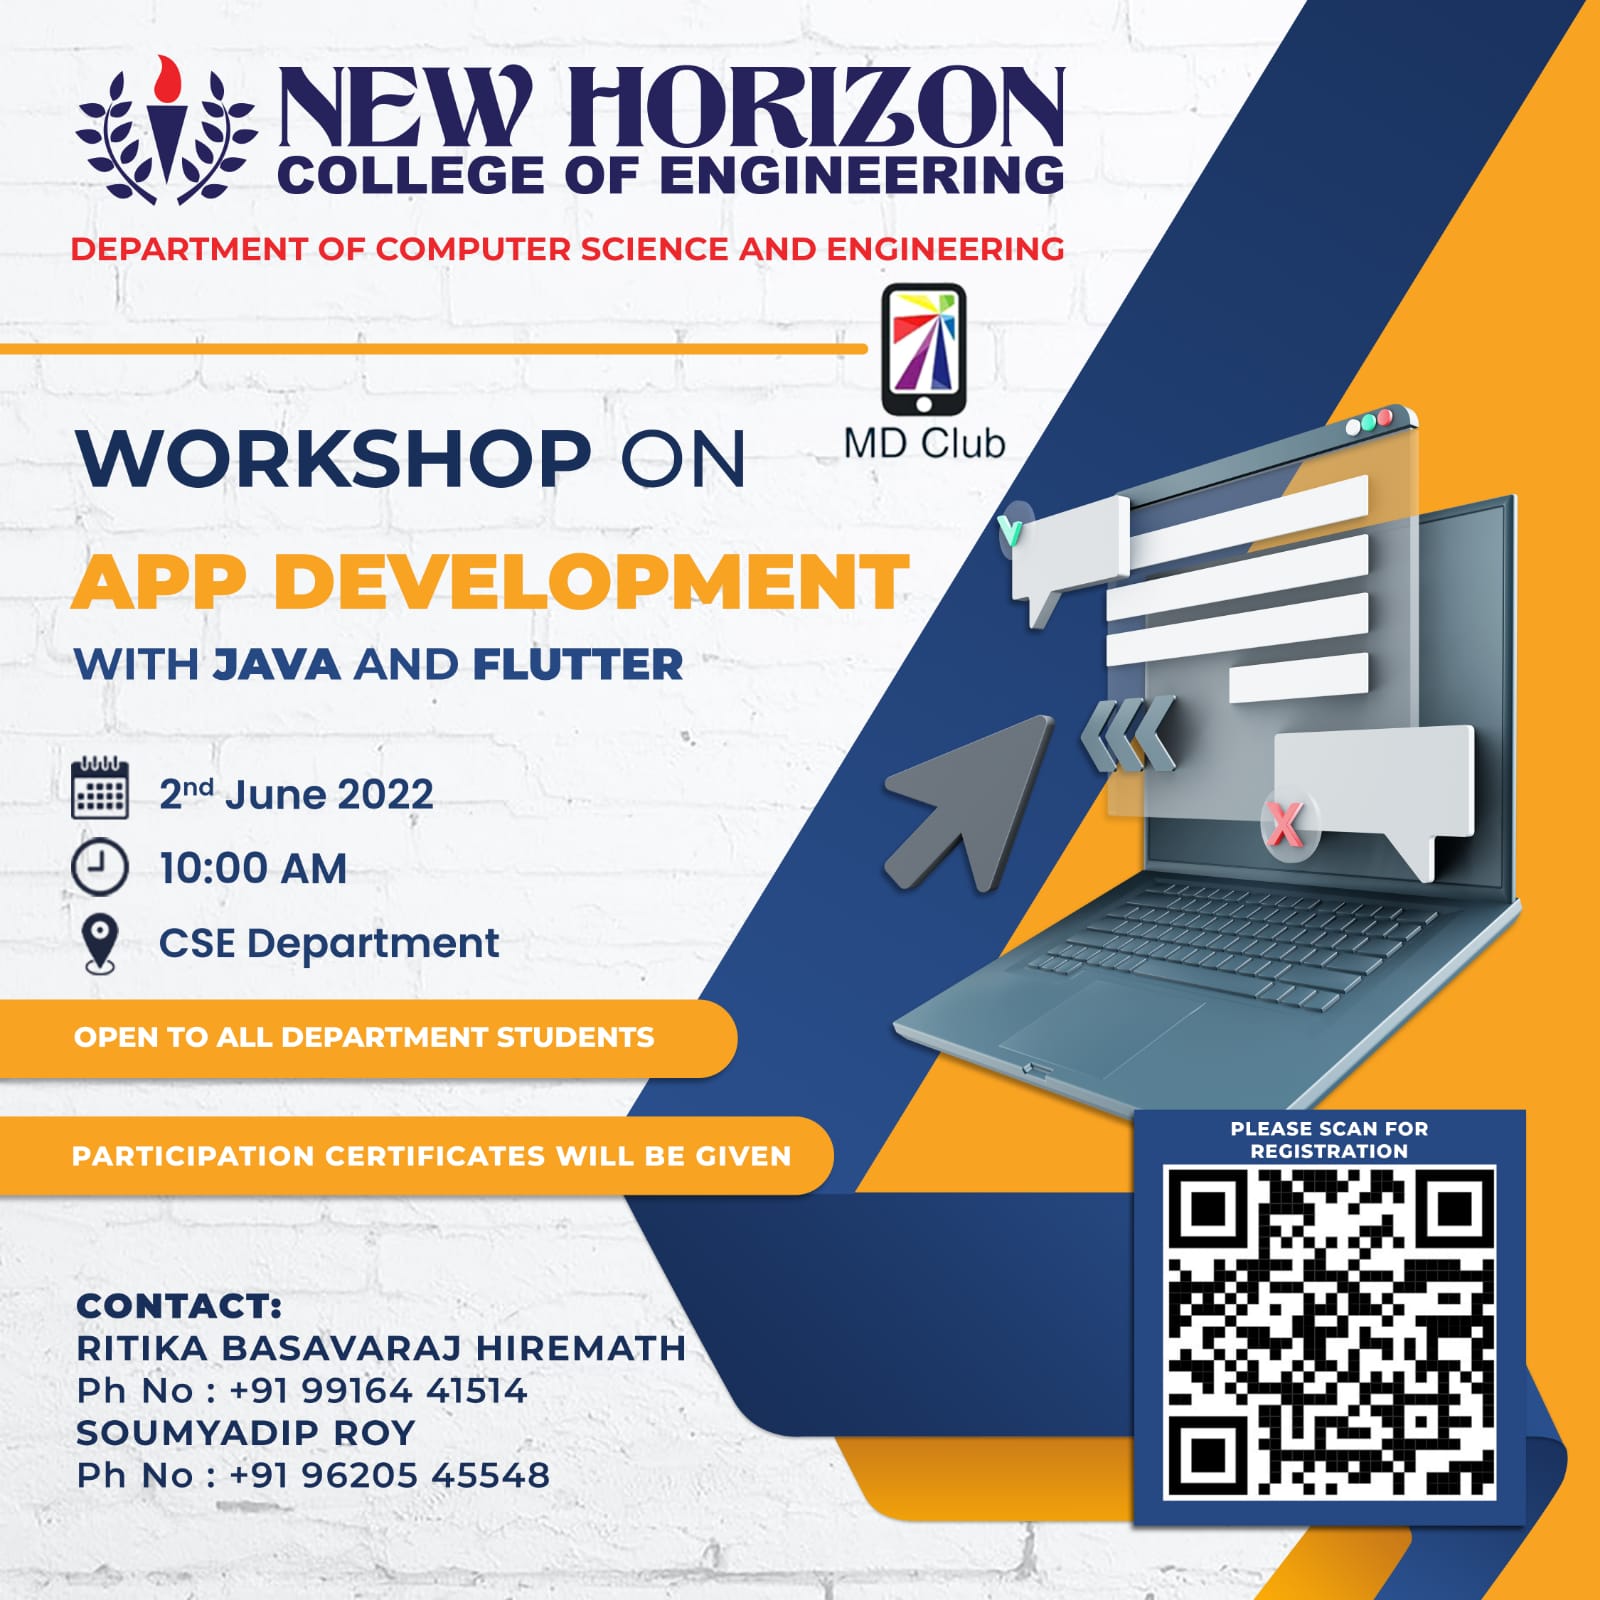 NEW HORIZON
COLLEGE OF ENGINEERING
DEPARTMENT OF COMPUTER SCIENCE AND ENGINEERING
MD Club
WORKSHOP ON
APP DEVELOPMENT
WITH JAVA AND FLUTTER
2nd June 2022
10:00 AM
CSE Department
OPEN TO ALL DEPARTMENT STUDENTS
PARTICIPATION CERTIFICATES WILL BE GIVEN
PLEASE SCAN FOR
REGISTRATION
CONTACT:
RITIKA BASAVARAJ HIREMATH
Ph No : +91 99164 41514
SOUMYADIP ROY
Ph No : +91 96205 45548